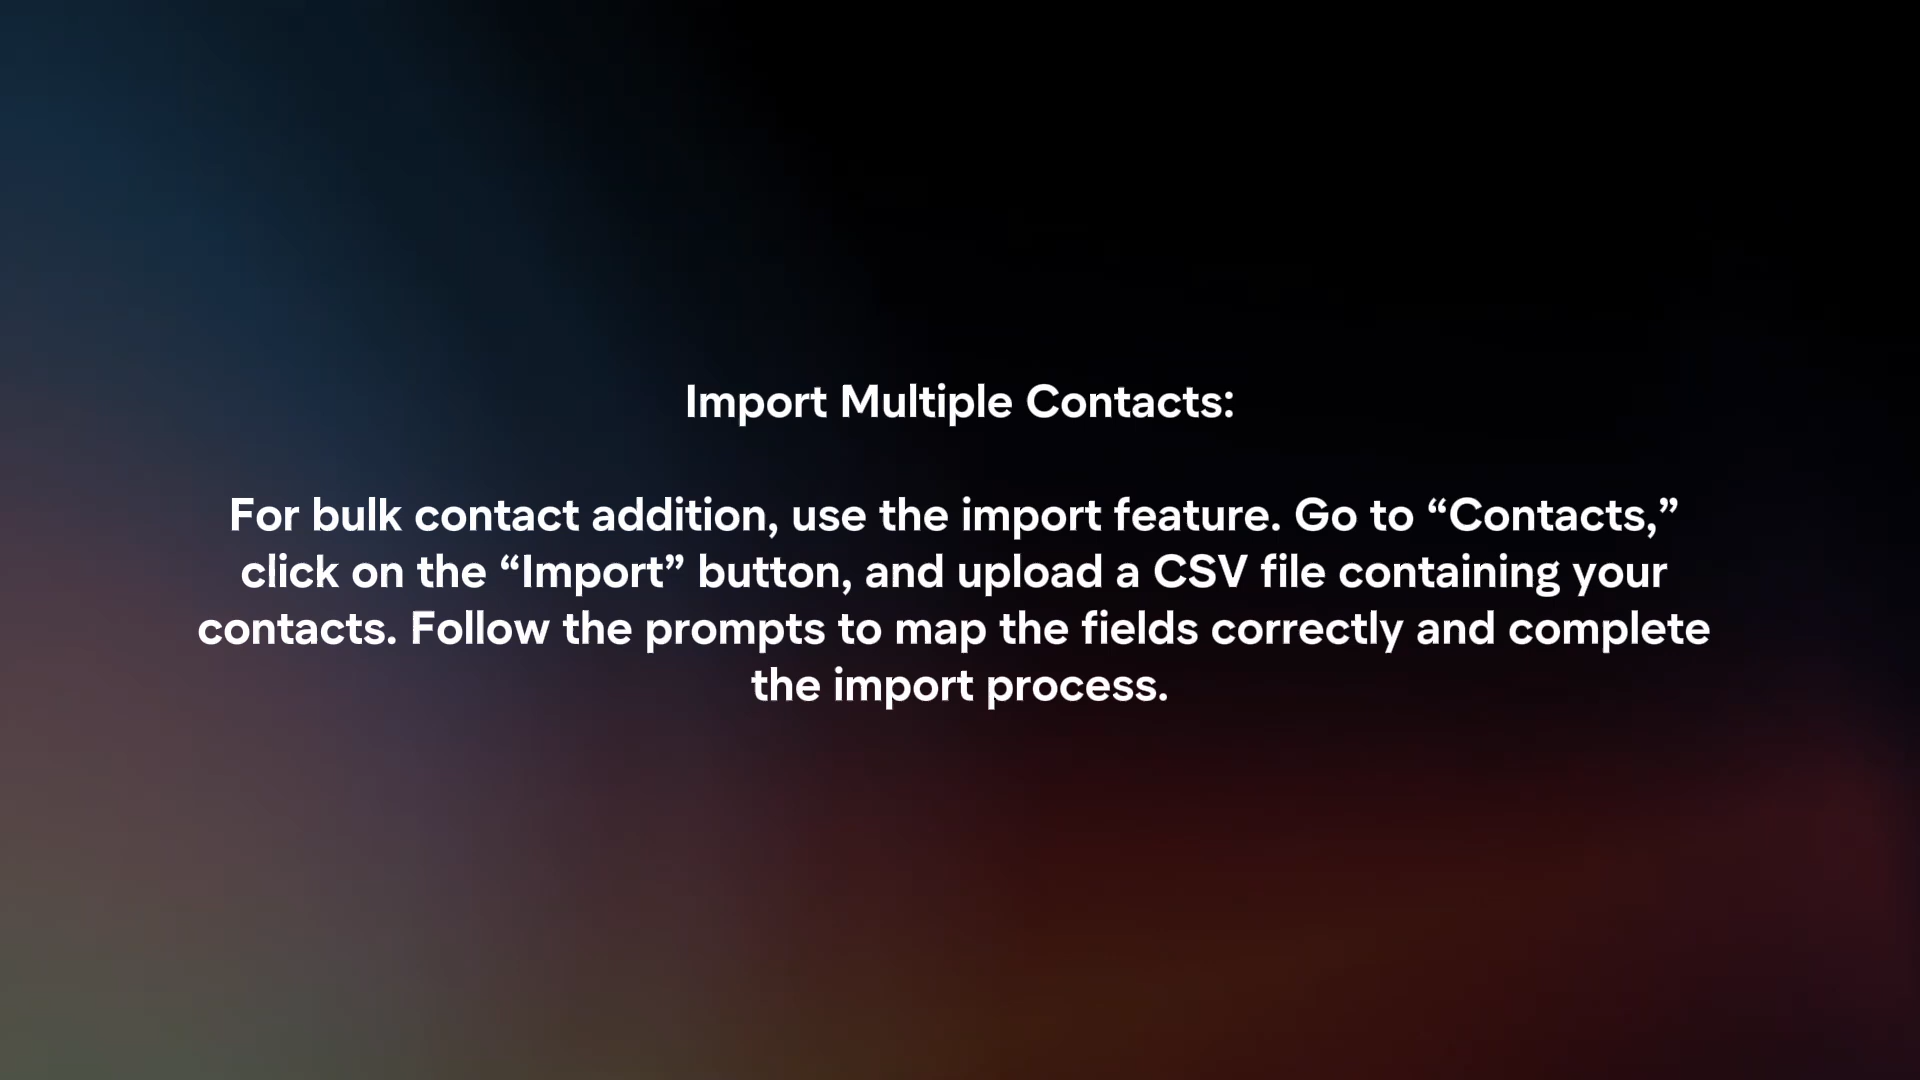 Import Multiple Contacts:
For bulk contact addition, use the import feature. Go to “Contacts,”
click on the “Import” button, and upload a CSV file containing your
contacts. Follow the prompts to map the fields correctly and complete
the import process.